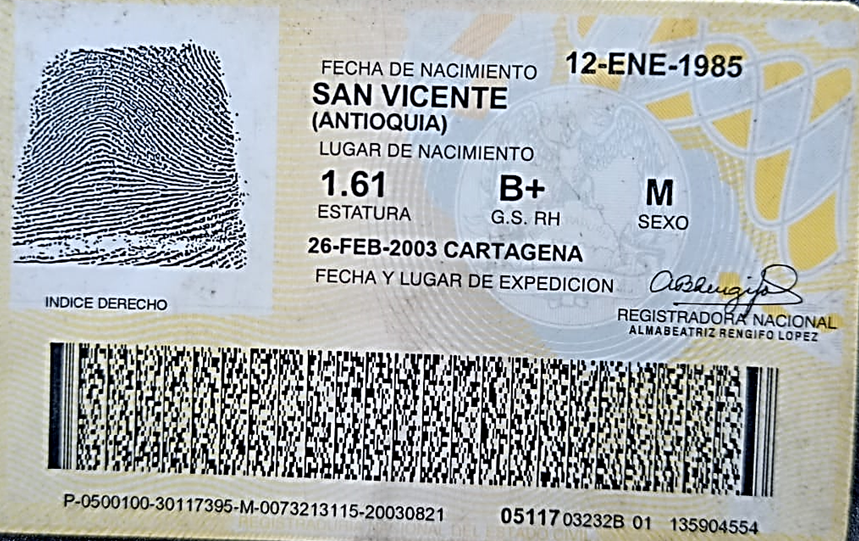 FECHA DE NACIMIENTO 12-ENE-1985
SAN VICENTE
(ANTIOQUIA)
LUGAR DE NACIMIENTO
1.61 B+ M
ESTATURA G.S. RH SEXO
26-FEB-2003 CARTAGENA
FECHA Y LUGAR DE EXPEDICION
REGISTRADORA NACIONAL
ALMABEATRIZ RENGIFO LOPEZ
INDICE DERECHO
P-0500100-30117395-M-0073213115-20030821 0511703232B 01 135904554